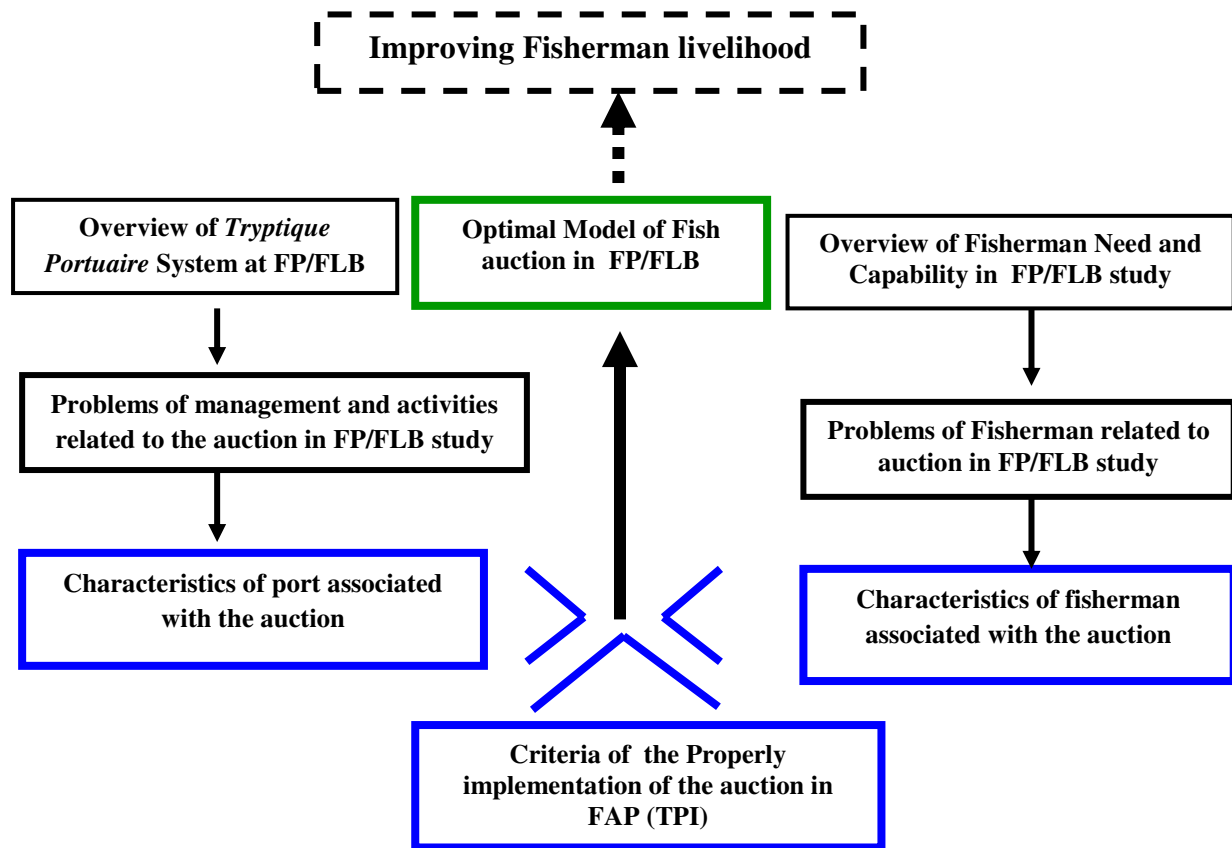 Improving Fisherman livelihood
Overview of Tryptique
Portuaire System at FP/FLB
Optimal Model of Fish
auction in FP/FLB
Overview of Fisherman Need and
Capability in FP/FLB study
Problems of management and activities
related to the auction in FP/FLB study
Problems of Fisherman related to
auction in FP/FLB study
Characteristics of port associated
with the auction
Characteristics of fisherman
associated with the auction
Criteria of the Properly
implementation of the auction in
FAP (TPI)